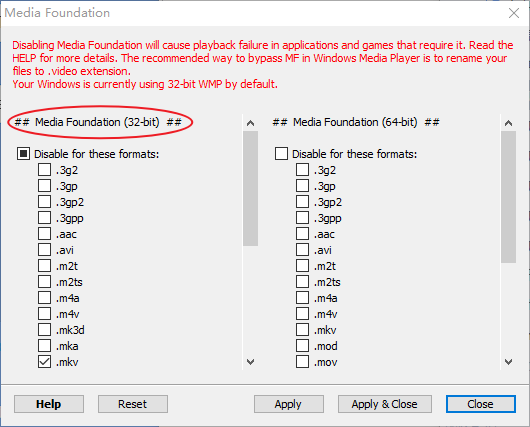 Media Foundation
Disabling Media Foundation will cause playback failure in applications and games that require it. Read the
HELP for more details. The recommended way to bypass MF in Windows Media Player is to rename your
files to .video extension.
Your Windows is currently using 32-bit WMP by default.
## Media Foundation (32-bit) ##
Disable for these formats:
.3g2
.3gp
.3gp2
.3gpp
.aac
.avi
.m2t
.m2ts
.m4a
.m4v
.mk3d
.mka
.mkv
## Media Foundation (64-bit) ##
Disable for these formats:
.3g2
.3gp
.3gp2
.3gpp
.aac
.avi
.m2t
.m2ts
.m4a
.m4v
.mkv
.mod
.mov
Help
Reset
Apply
Apply & Close
Close